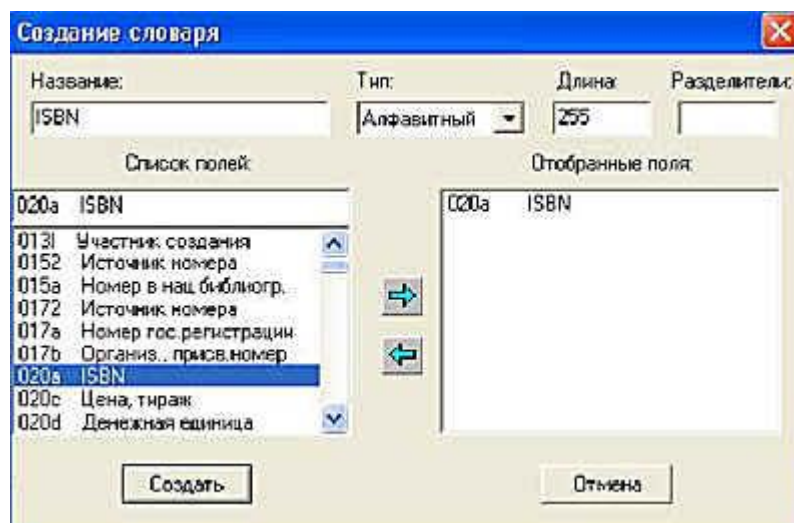 Создание словаря
Название: Тип: Длина: Разделители:
ISBN Алфавитный 255
Список полей: Отобранные поля:
020a ISBN 020a ISBN
013l Участник создания
0152 Источник номера
015a Номер в нац.библиогр.
0172 Источник номера
017a Номер гос.регистрации
017b Организ., присв.номер
020a ISBN
020c Цена, тираж
020d Денежная единица
Создать Отмена